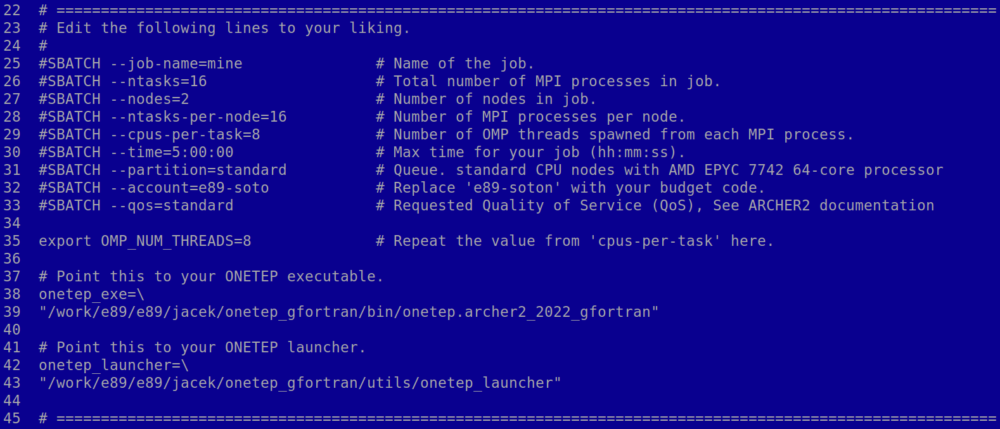 22  # ==========================================================================================================
23  # Edit the following lines to your liking.
24  #
25  #SBATCH --job-name=mine               # Name of the job.
26  #SBATCH --ntasks=16                   # Total number of MPI processes in job.
27  #SBATCH --nodes=2                     # Number of nodes in job.
28  #SBATCH --ntasks-per-node=16          # Number of MPI processes per node.
29  #SBATCH --cpus-per-task=8             # Number of OMP threads spawned from each MPI process.
30  #SBATCH --time=5:00:00                # Max time for your job (hh:mm:ss).
31  #SBATCH --partition=standard          # Queue. standard CPU nodes with AMD EPYC 7742 64-core processor
32  #SBATCH --account=e89-soto            # Replace 'e89-soton' with your budget code.
33  #SBATCH --qos=standard                # Requested Quality of Service (QoS), See ARCHER2 documentation
34
35  export OMP_NUM_THREADS=8              # Repeat the value from 'cpus-per-task' here.
36
37  # Point this to your ONETEP executable.
38  onetep_exe=\
39  "/work/e89/e89/jacek/onetep_gfortran/bin/onetep.archer2_2022_gfortran"
40
41  # Point this to your ONETEP launcher.
42  onetep_launcher=\
43  "/work/e89/e89/jacek/onetep_gfortran/utils/onetep_launcher"
44
45  # ==========================================================================================================